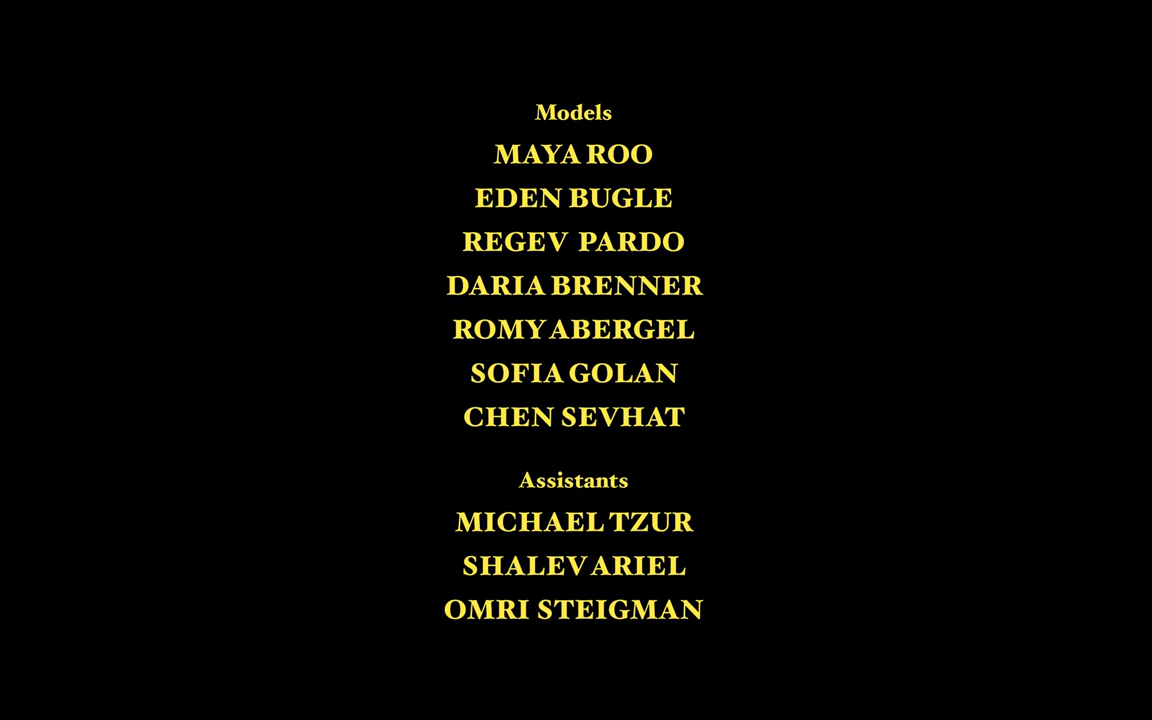 Models
MAYA ROO
EDEN BUGLE
REGEV PARDO
DARIA BRENNER
ROMY ABERGEL
SOFIA GOLAN
CHEN SEVHAT
Assistants
MICHAEL TZUR
SHALEV ARIEL
OMRI STEIGMAN